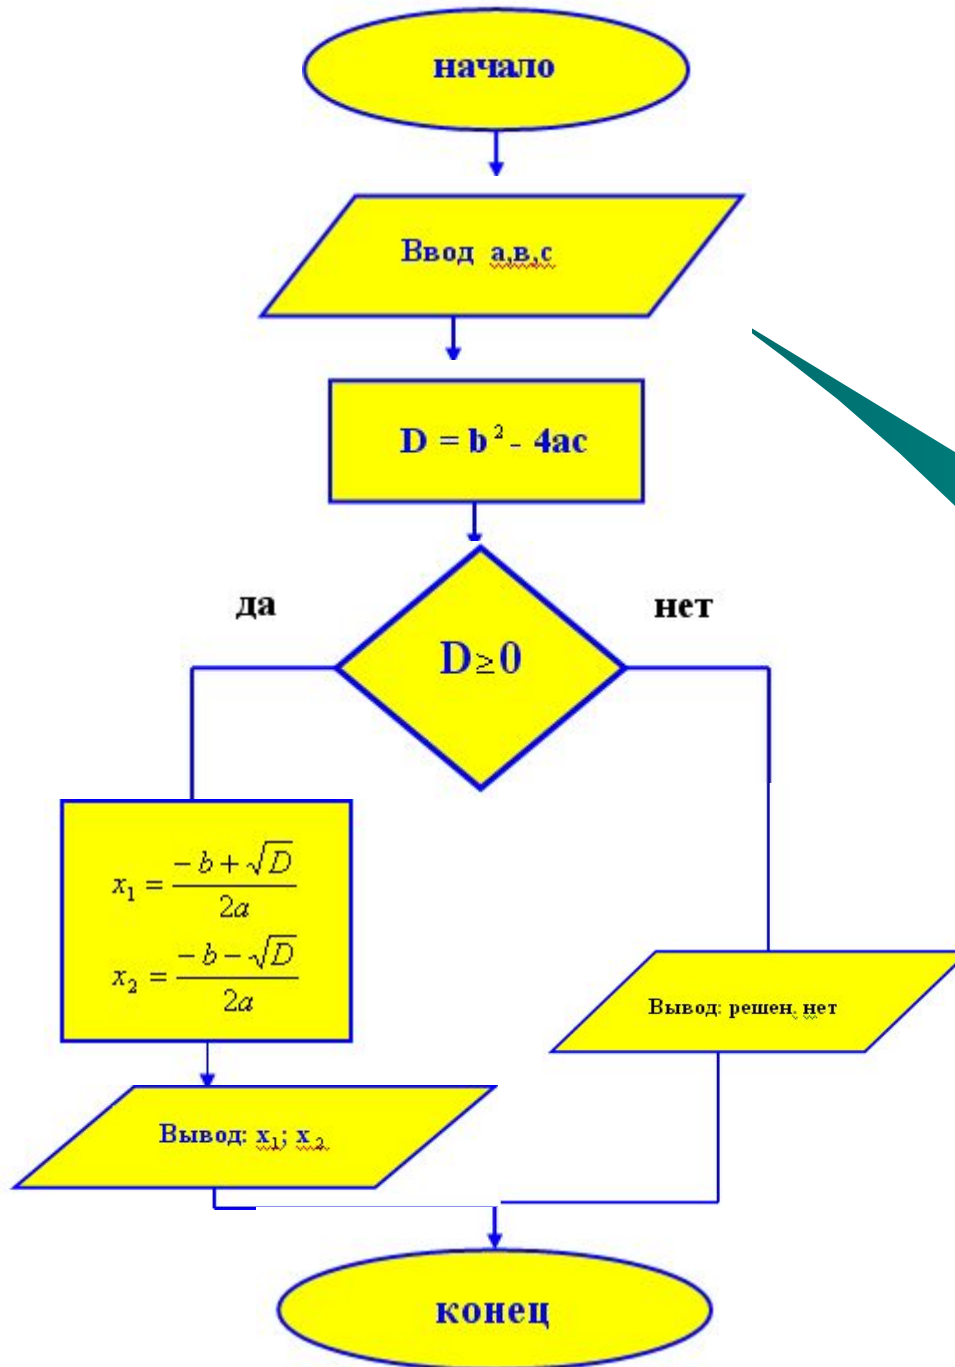 начало
Ввод а,в,с
D = b² - 4ac
да
нет
D≥0
x₁ = (-b + √D) / 2a
x₂ = (-b - √D) / 2a
Вывод: решен. нет
Вывод: x₁; x₂
конец